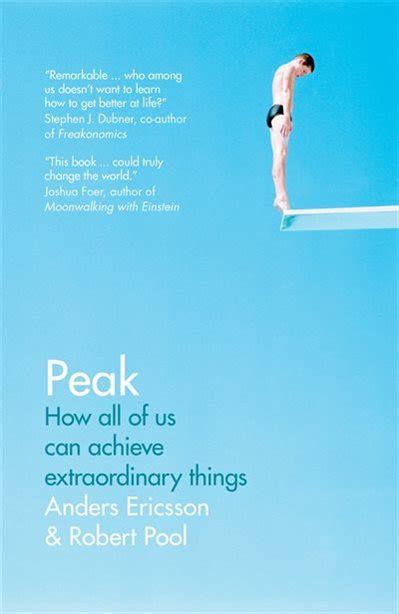 “Remarkable ... who among
us doesn’t want to learn
how to get better at life?”
Stephen J. Dubner, co-author
of Freakonomics
“This book ... could truly
change the world.”
Joshua Foer, author of
Moonwalking with Einstein
Peak
How all of us
can achieve
extraordinary things
Anders Ericsson
& Robert Pool